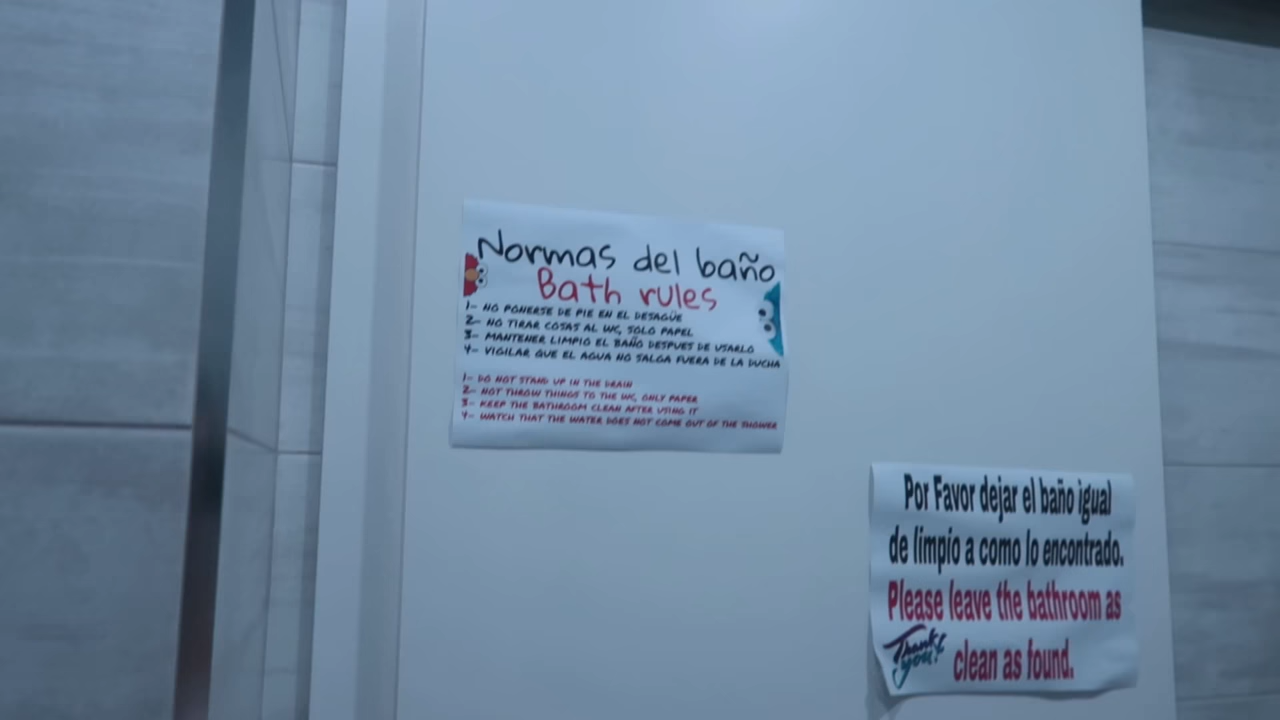 Normas del baño
Bath rules
1- NO PONERSE DE PIE EN EL DESAGÜE
2- NO TIRAR COSAS AL WC, SOLO PAPEL
3- MANTENER LIMPIO EL BAÑO DESPUES DE USARLO
4- VIGILAR QUE EL AGUA NO SALGA FUERA DE LA DUCHA
1- DO NOT STAND UP IN THE DRAIN
2- NOT THROW THINGS TO THE WC, ONLY PAPER
3- KEEP THE BATHROOM CLEAN AFTER USING IT
4- WATCH THAT THE WATER DOES NOT COME OUT OF THE SHOWER
Por Favor dejar el baño igual
de limpio a como lo encontrado.
Please leave the bathroom as
clean as found.
Thank you!